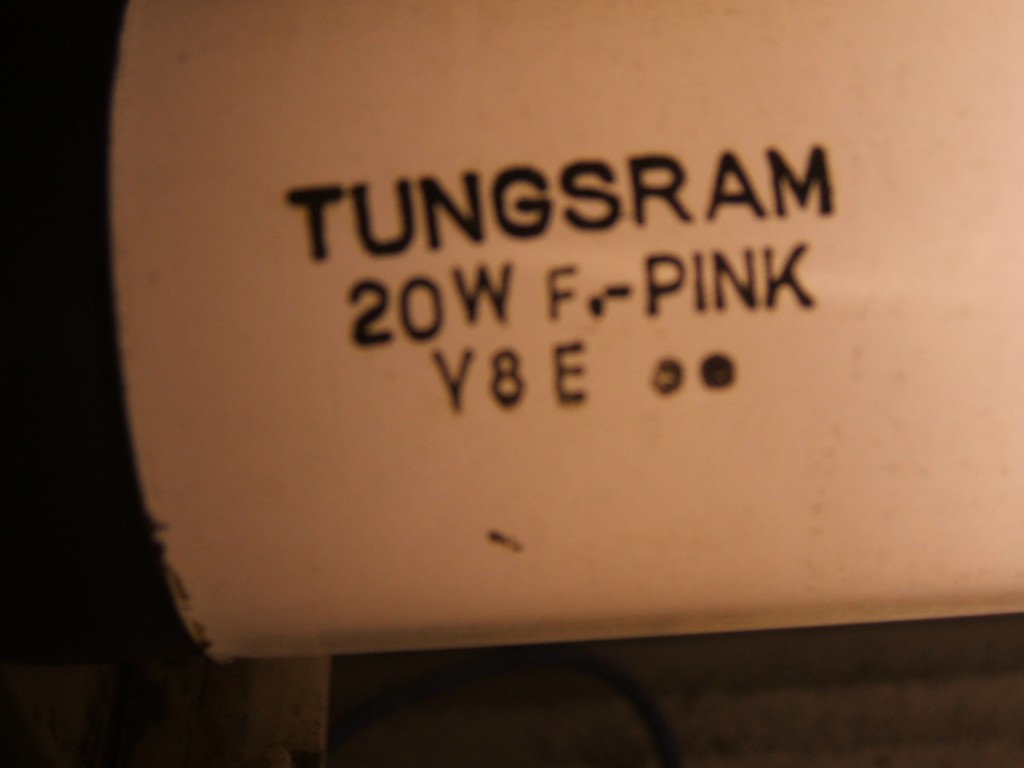 TUNGSRAM
20W F.-PINK
Y8E ●●